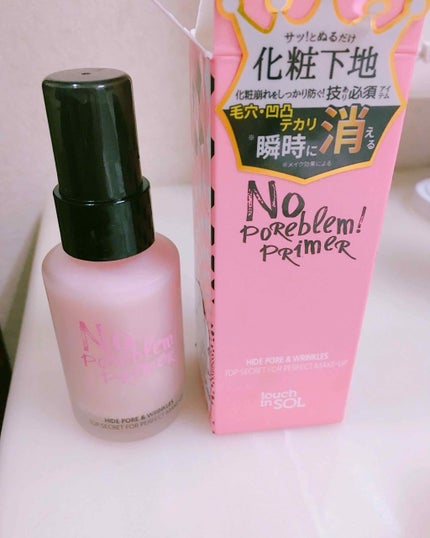 サッ!とぬるだけ
化粧下地
化粧崩れをしっかり防ぐ!技あり必須アイテム
毛穴・凹凸
テカリ
※瞬時に消える
※メイク効果による
No
Poreblem!
Primer
HIDE PORE & WRINKLES
TOP SECRET FOR PERFECT MAKE-UP
touch
in SOL
No
Poreblem!
Primer
HIDE PORE & WRINKLES
TOP SECRET FOR PERFECT MAKE-UP